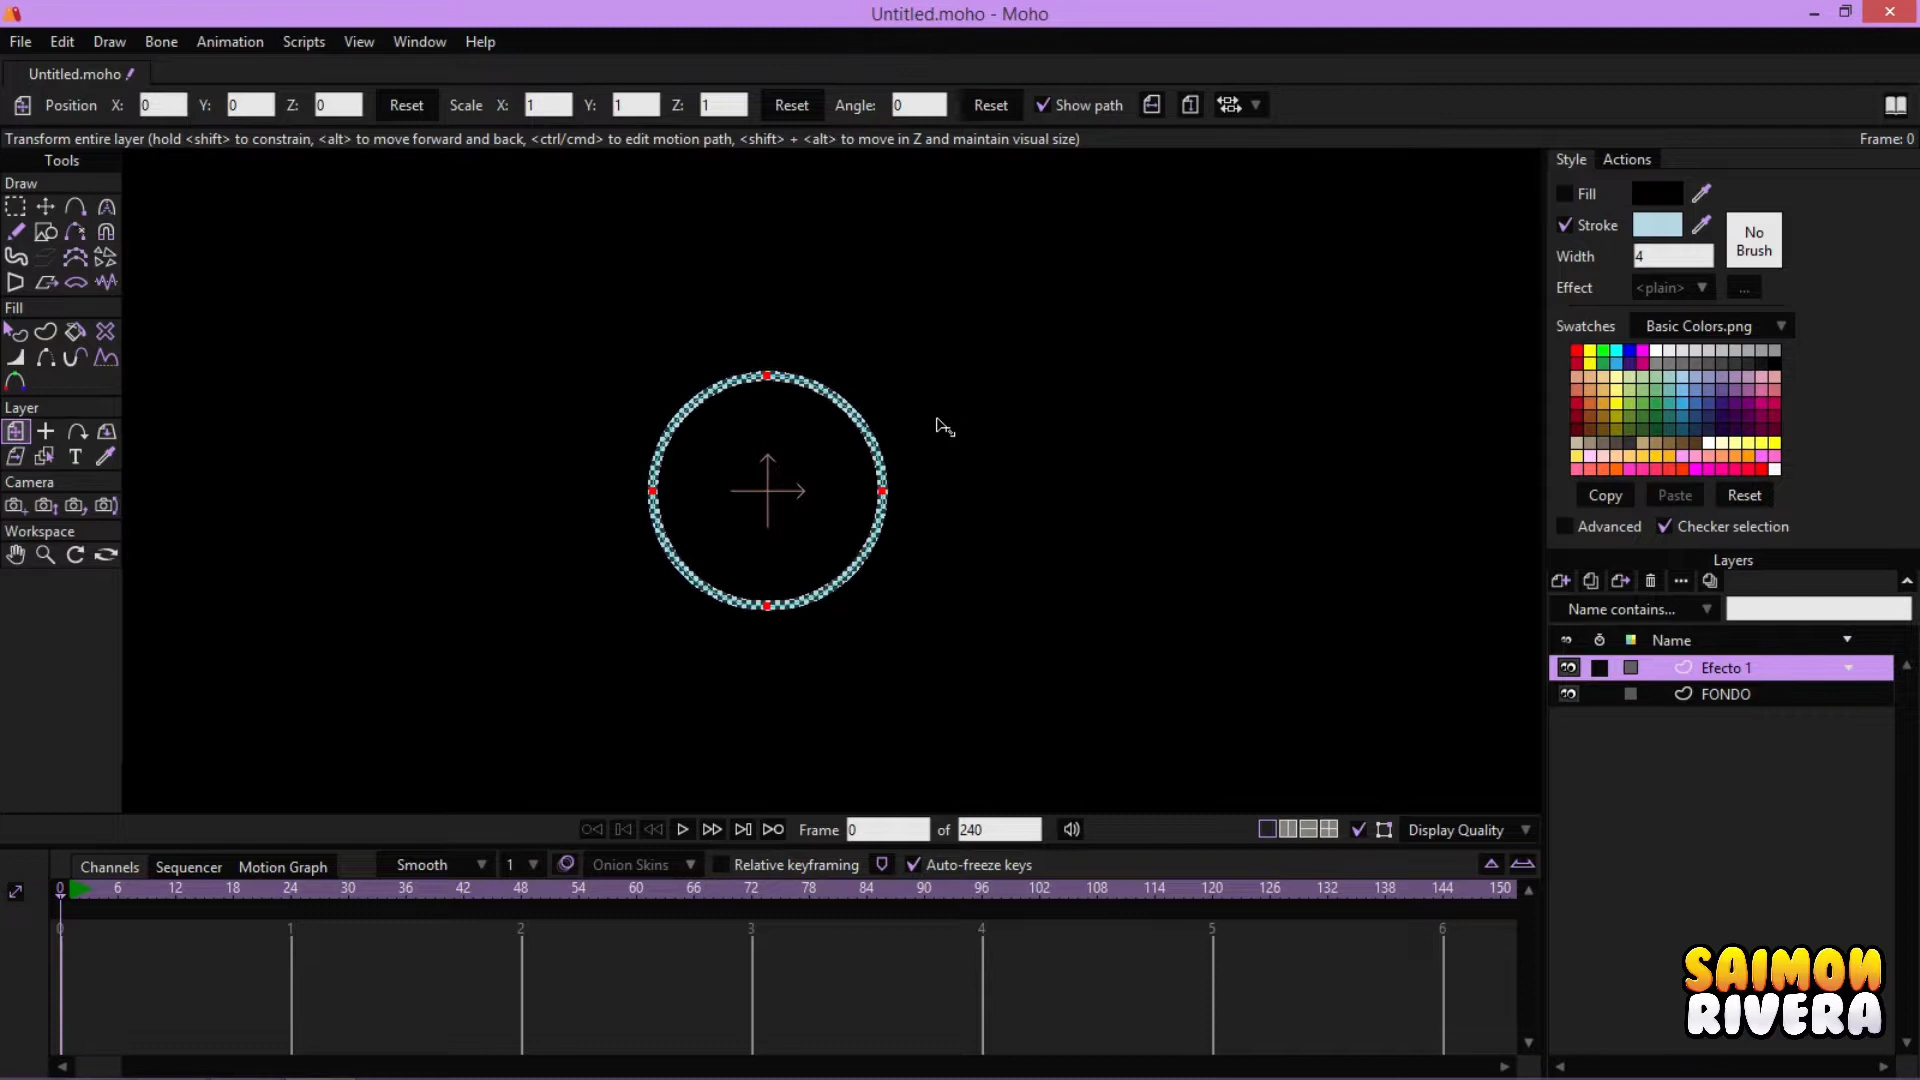 Untitled.moho - Moho
File Edit Draw Bone Animation Scripts View Window Help
Untitled.moho
Position X: 0 Y: 0 Z: 0 Reset Scale X: 1 Y: 1 Z: 1 Reset Angle: 0 Reset Show path
Transform entire layer (hold <shift> to constrain, <alt> to move forward and back, <ctrl/cmd> to edit motion path, <shift> + <alt> to move in Z and maintain visual size) Frame: 0
Tools
Draw
Fill
Layer
T
Camera
Workspace
Style Actions
Fill
Stroke
No
Brush
Width 4
Effect <plain> ...
Swatches Basic Colors.png
Copy Paste Reset
Advanced Checker selection
Layers
Name contains...
Name
Efecto 1
FONDO
Frame 0 of 240 Display Quality
Channels Sequencer Motion Graph Smooth 1 Onion Skins Relative keyframing Auto-freeze keys
0 6 12 18 24 30 36 42 48 54 60 66 72 78 84 90 96 102 108 114 120 126 132 138 144 150
0 1 2 3 4 5 6
SAIMON
RIVERA